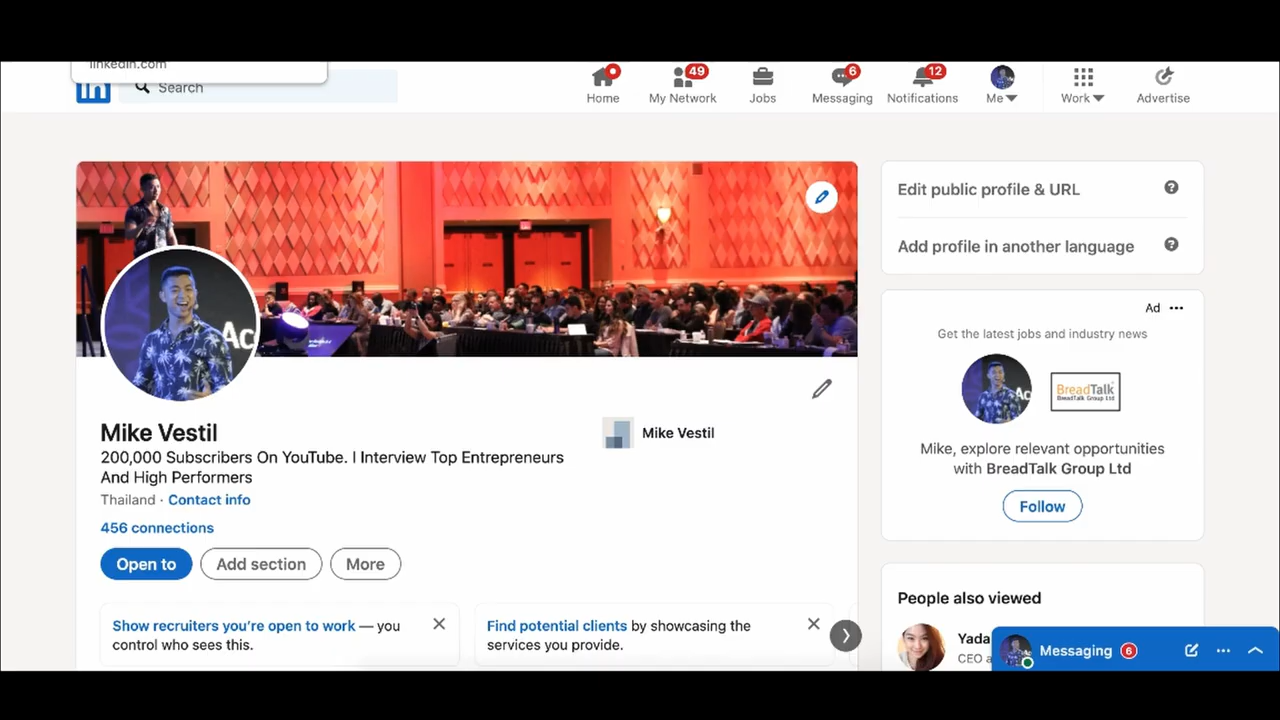 linkedin.com
in
Search
Home
49
My Network
Jobs
6
Messaging
12
Notifications
Me
Work
Advertise
Ac
Edit public profile & URL
Add profile in another language
Ad
Get the latest jobs and industry news
Ac
BreadTalk
BreadTalk Group Ltd
Mike, explore relevant opportunities
with BreadTalk Group Ltd
Follow
Mike Vestil
Mike Vestil
200,000 Subscribers On YouTube. I Interview Top Entrepreneurs
And High Performers
Thailand · Contact info
456 connections
Open to
Add section
More
Show recruiters you're open to work — you
control who sees this.
Find potential clients by showcasing the
services you provide.
People also viewed
Yada
CEO a
Messaging 6